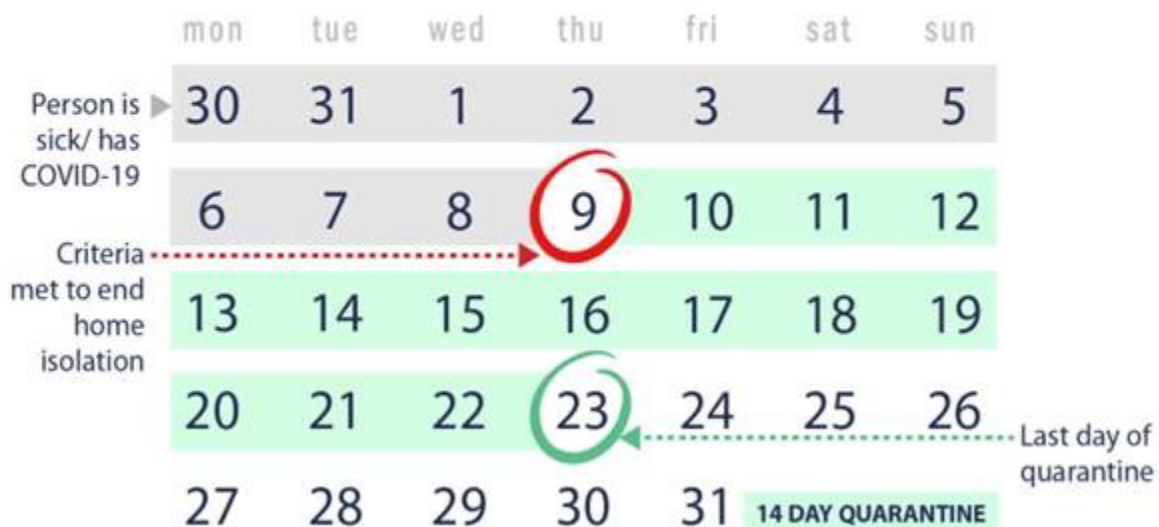 mon tue wed thu fri sat sun
Person is
sick/ has
COVID-19
30 31 1 2 3 4 5
6 7 8 9 10 11 12
Criteria
met to end
home
isolation
13 14 15 16 17 18 19
20 21 22 23 24 25 26
Last day of
quarantine
27 28 29 30 31 14 DAY QUARANTINE